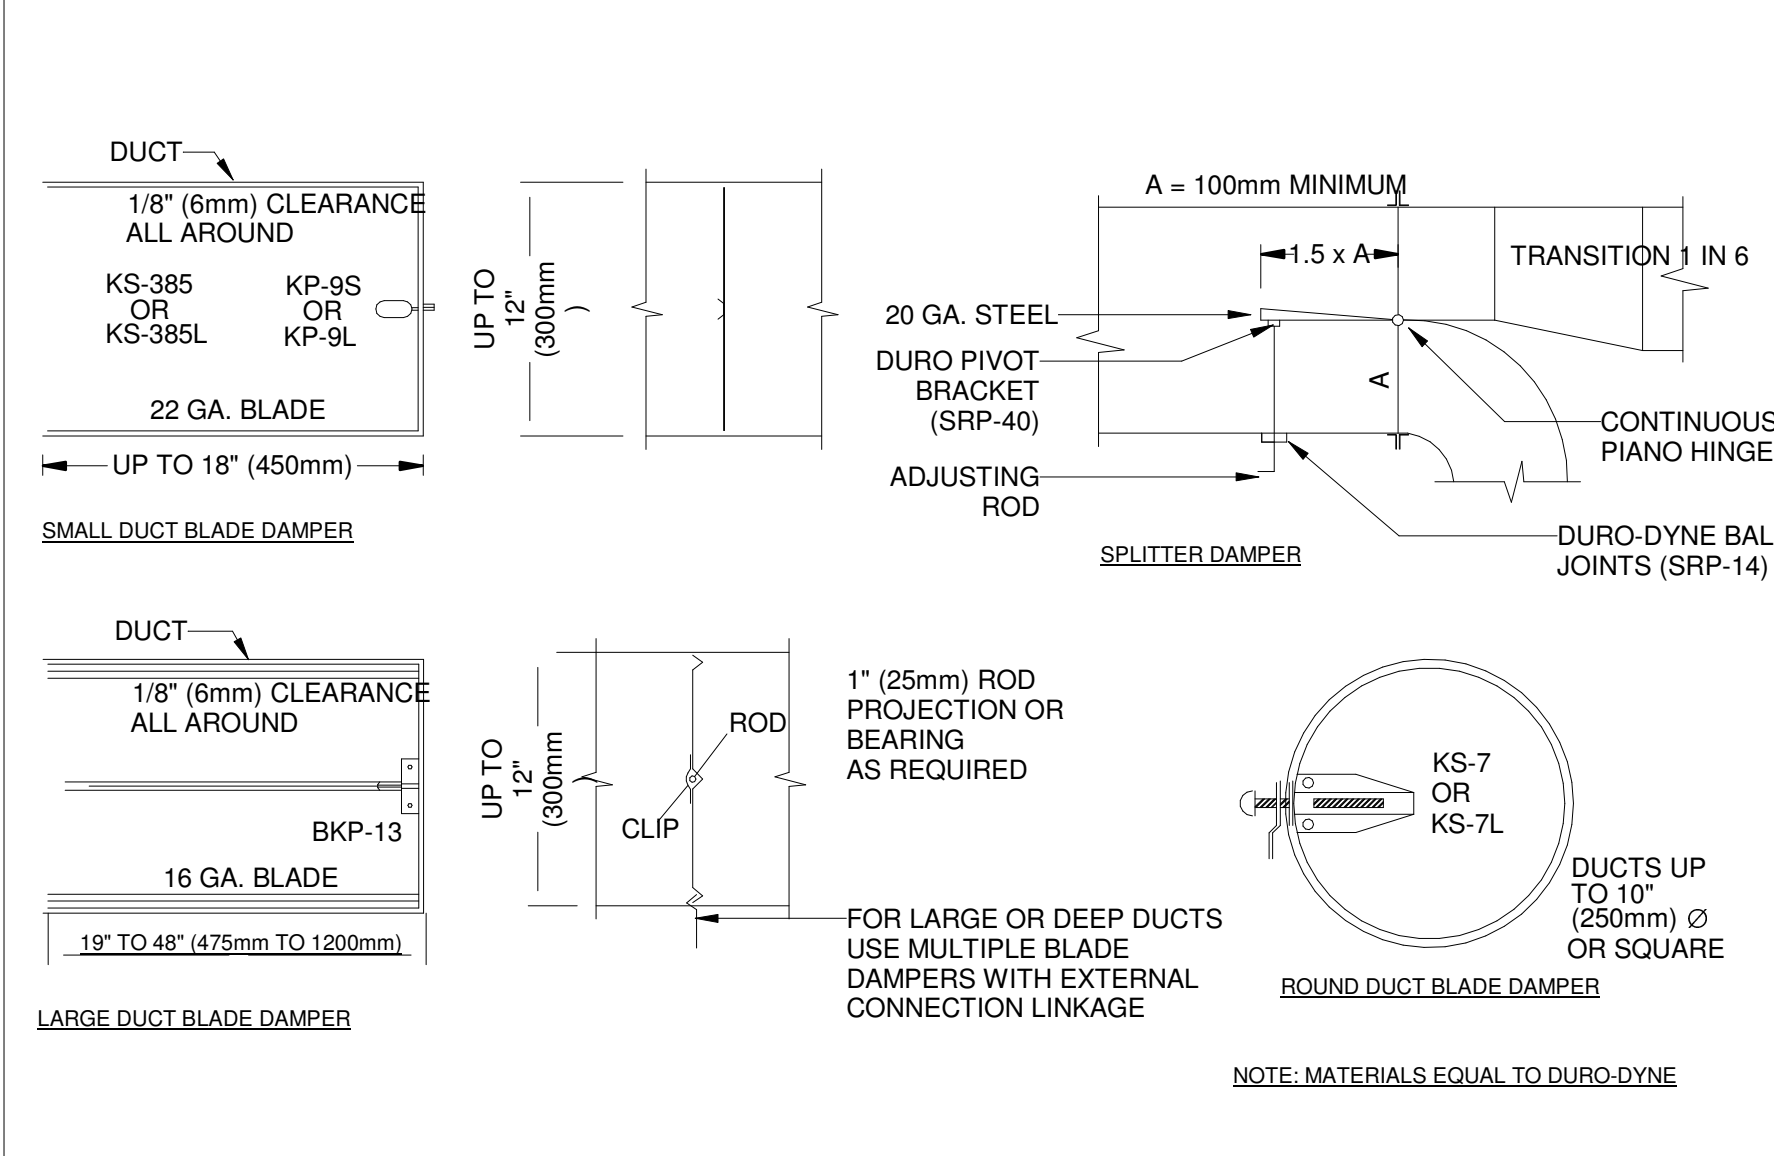 DUCT
1/8" (6mm) CLEARANCE
ALL AROUND
KS-385
OR
KS-385L
KP-9S
OR
KP-9L
22 GA. BLADE
UP TO 18" (450mm)
SMALL DUCT BLADE DAMPER
UP TO
12"
(300mm
)
A = 100mm MINIMUM
1.5 x A
TRANSITION 1 IN 6
20 GA. STEEL
DURO PIVOT
BRACKET
(SRP-40)
A
CONTINUOUS
PIANO HINGE
ADJUSTING
ROD
DURO-DYNE BAL
JOINTS (SRP-14)
SPLITTER DAMPER
DUCT
1/8" (6mm) CLEARANCE
ALL AROUND
BKP-13
16 GA. BLADE
19" TO 48" (475mm TO 1200mm)
LARGE DUCT BLADE DAMPER
UP TO
12"
(300mm
)
ROD
CLIP
1" (25mm) ROD
PROJECTION OR
BEARING
AS REQUIRED
FOR LARGE OR DEEP DUCTS
USE MULTIPLE BLADE
DAMPERS WITH EXTERNAL
CONNECTION LINKAGE
KS-7
OR
KS-7L
DUCTS UP
TO 10"
(250mm) Ø
OR SQUARE
ROUND DUCT BLADE DAMPER
NOTE: MATERIALS EQUAL TO DURO-DYNE